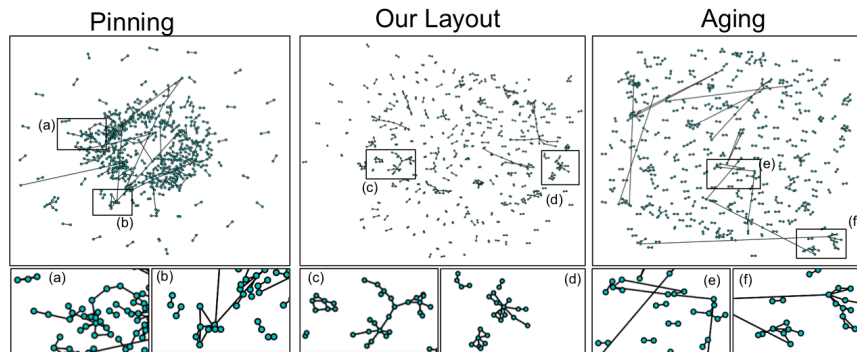 Pinning
Our Layout
Aging
(a)
(b)
(c)
(d)
(e)
(f
(a)
(b)
(c)
(d)
(e)
(f)